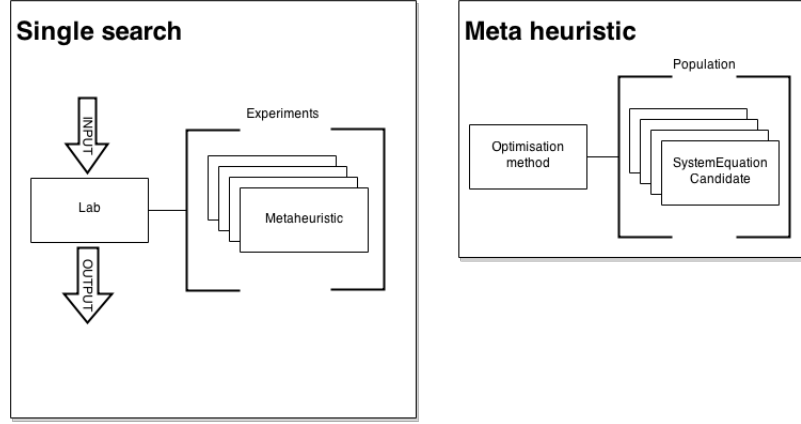 Single search
INPUT
Lab
OUTPUT
Experiments
Metaheuristic
Meta heuristic
Optimisation
method
Population
SystemEquation
Candidate